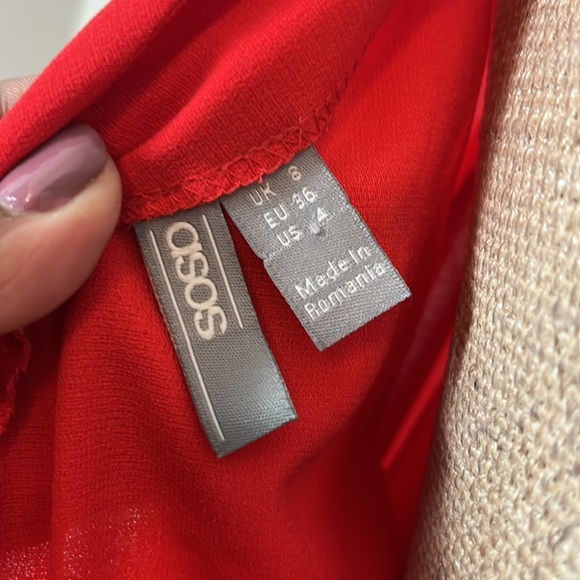 asos
UK 8
EU 36
US 4
Made In
Romania